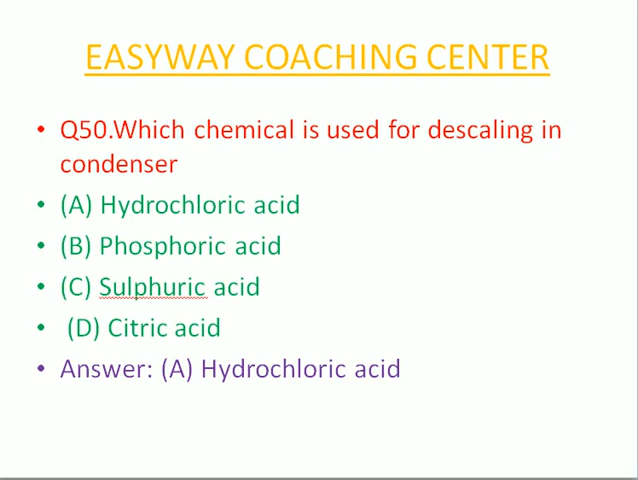 EASYWAY COACHING CENTER
• Q50.Which chemical is used for descaling in
condenser
• (A) Hydrochloric acid
• (B) Phosphoric acid
• (C) Sulphuric acid
• (D) Citric acid
• Answer: (A) Hydrochloric acid